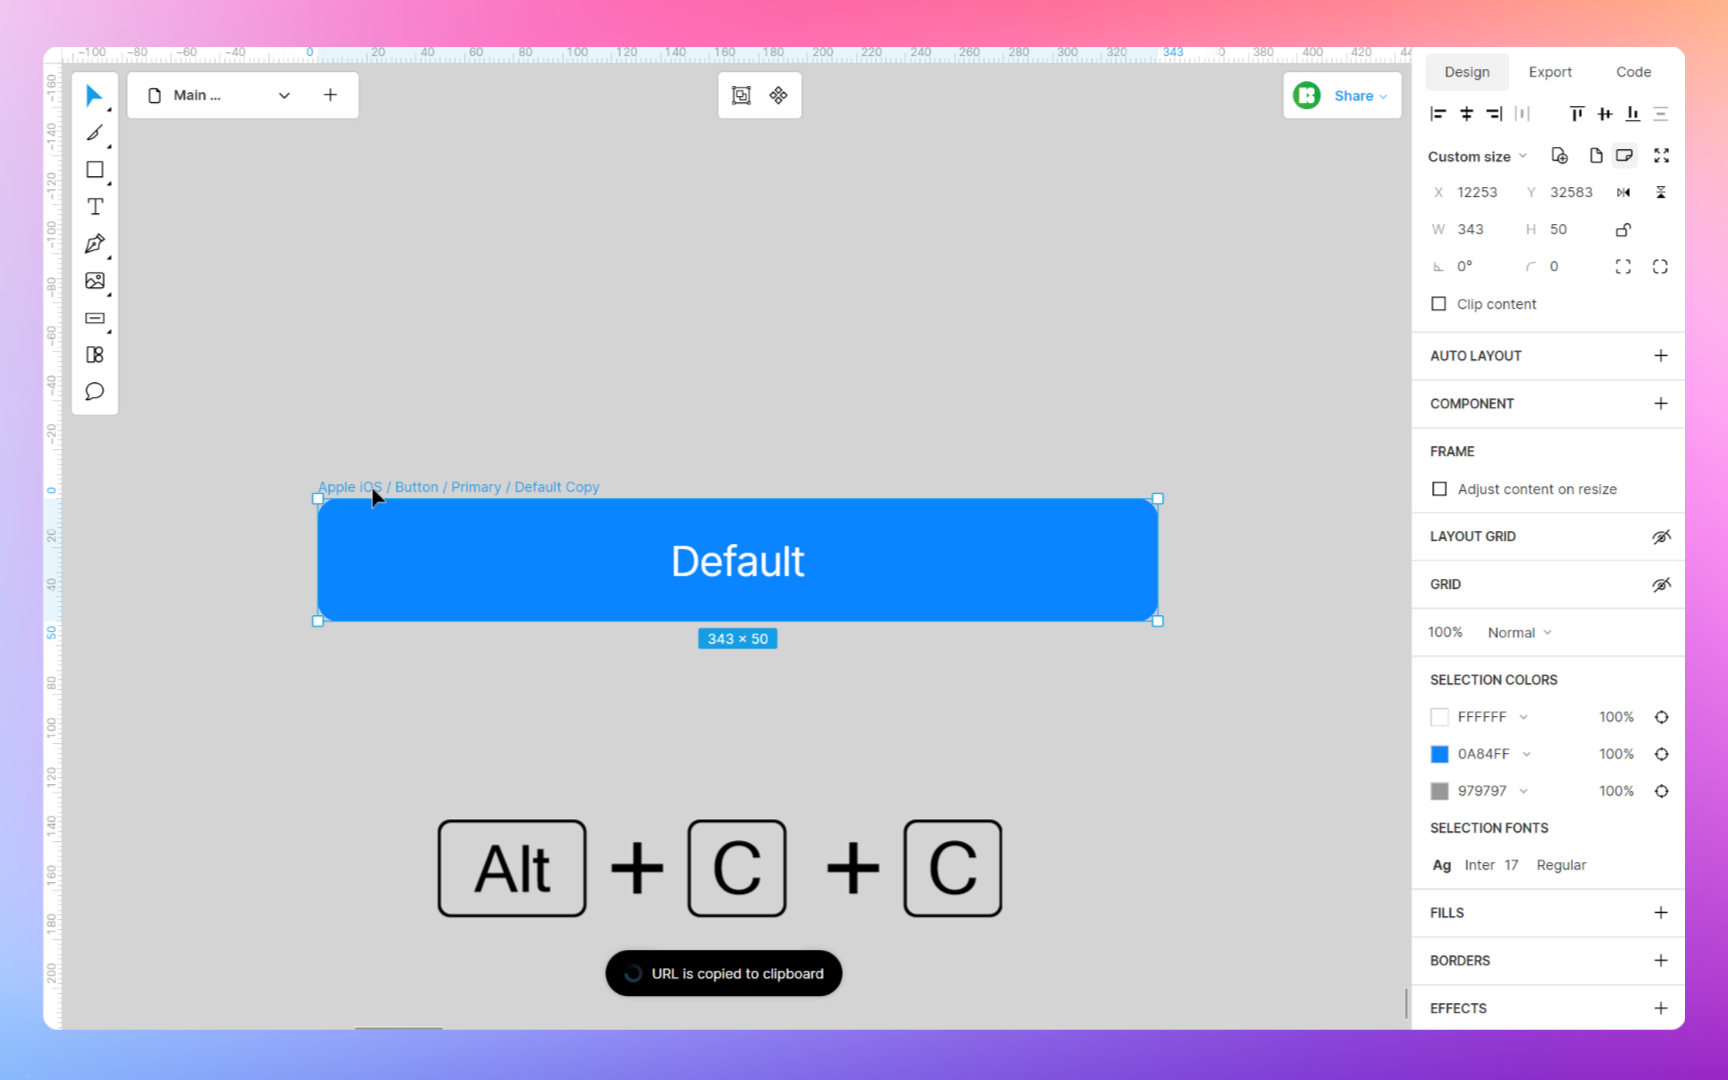 -100 -80 -60 -40 0 20 40 60 80 100 120 140 160 180 200 220 240 260 280 300 320 343 0 380 400 420 44
-160
-140
-120
-100
-80
-60
-40
-20
0
20
40
50
80
100
120
140
160
180
200
Main ...
Share
Apple iOS / Button / Primary / Default Copy
Default
343 × 50
Alt + C + C
URL is copied to clipboard
Design Export Code
Custom size
X 12253 Y 32583
W 343 H 50
0° 0
Clip content
AUTO LAYOUT
COMPONENT
FRAME
Adjust content on resize
LAYOUT GRID
GRID
100% Normal
SELECTION COLORS
FFFFFF 100%
0A84FF 100%
979797 100%
SELECTION FONTS
Ag Inter 17 Regular
FILLS
BORDERS
EFFECTS